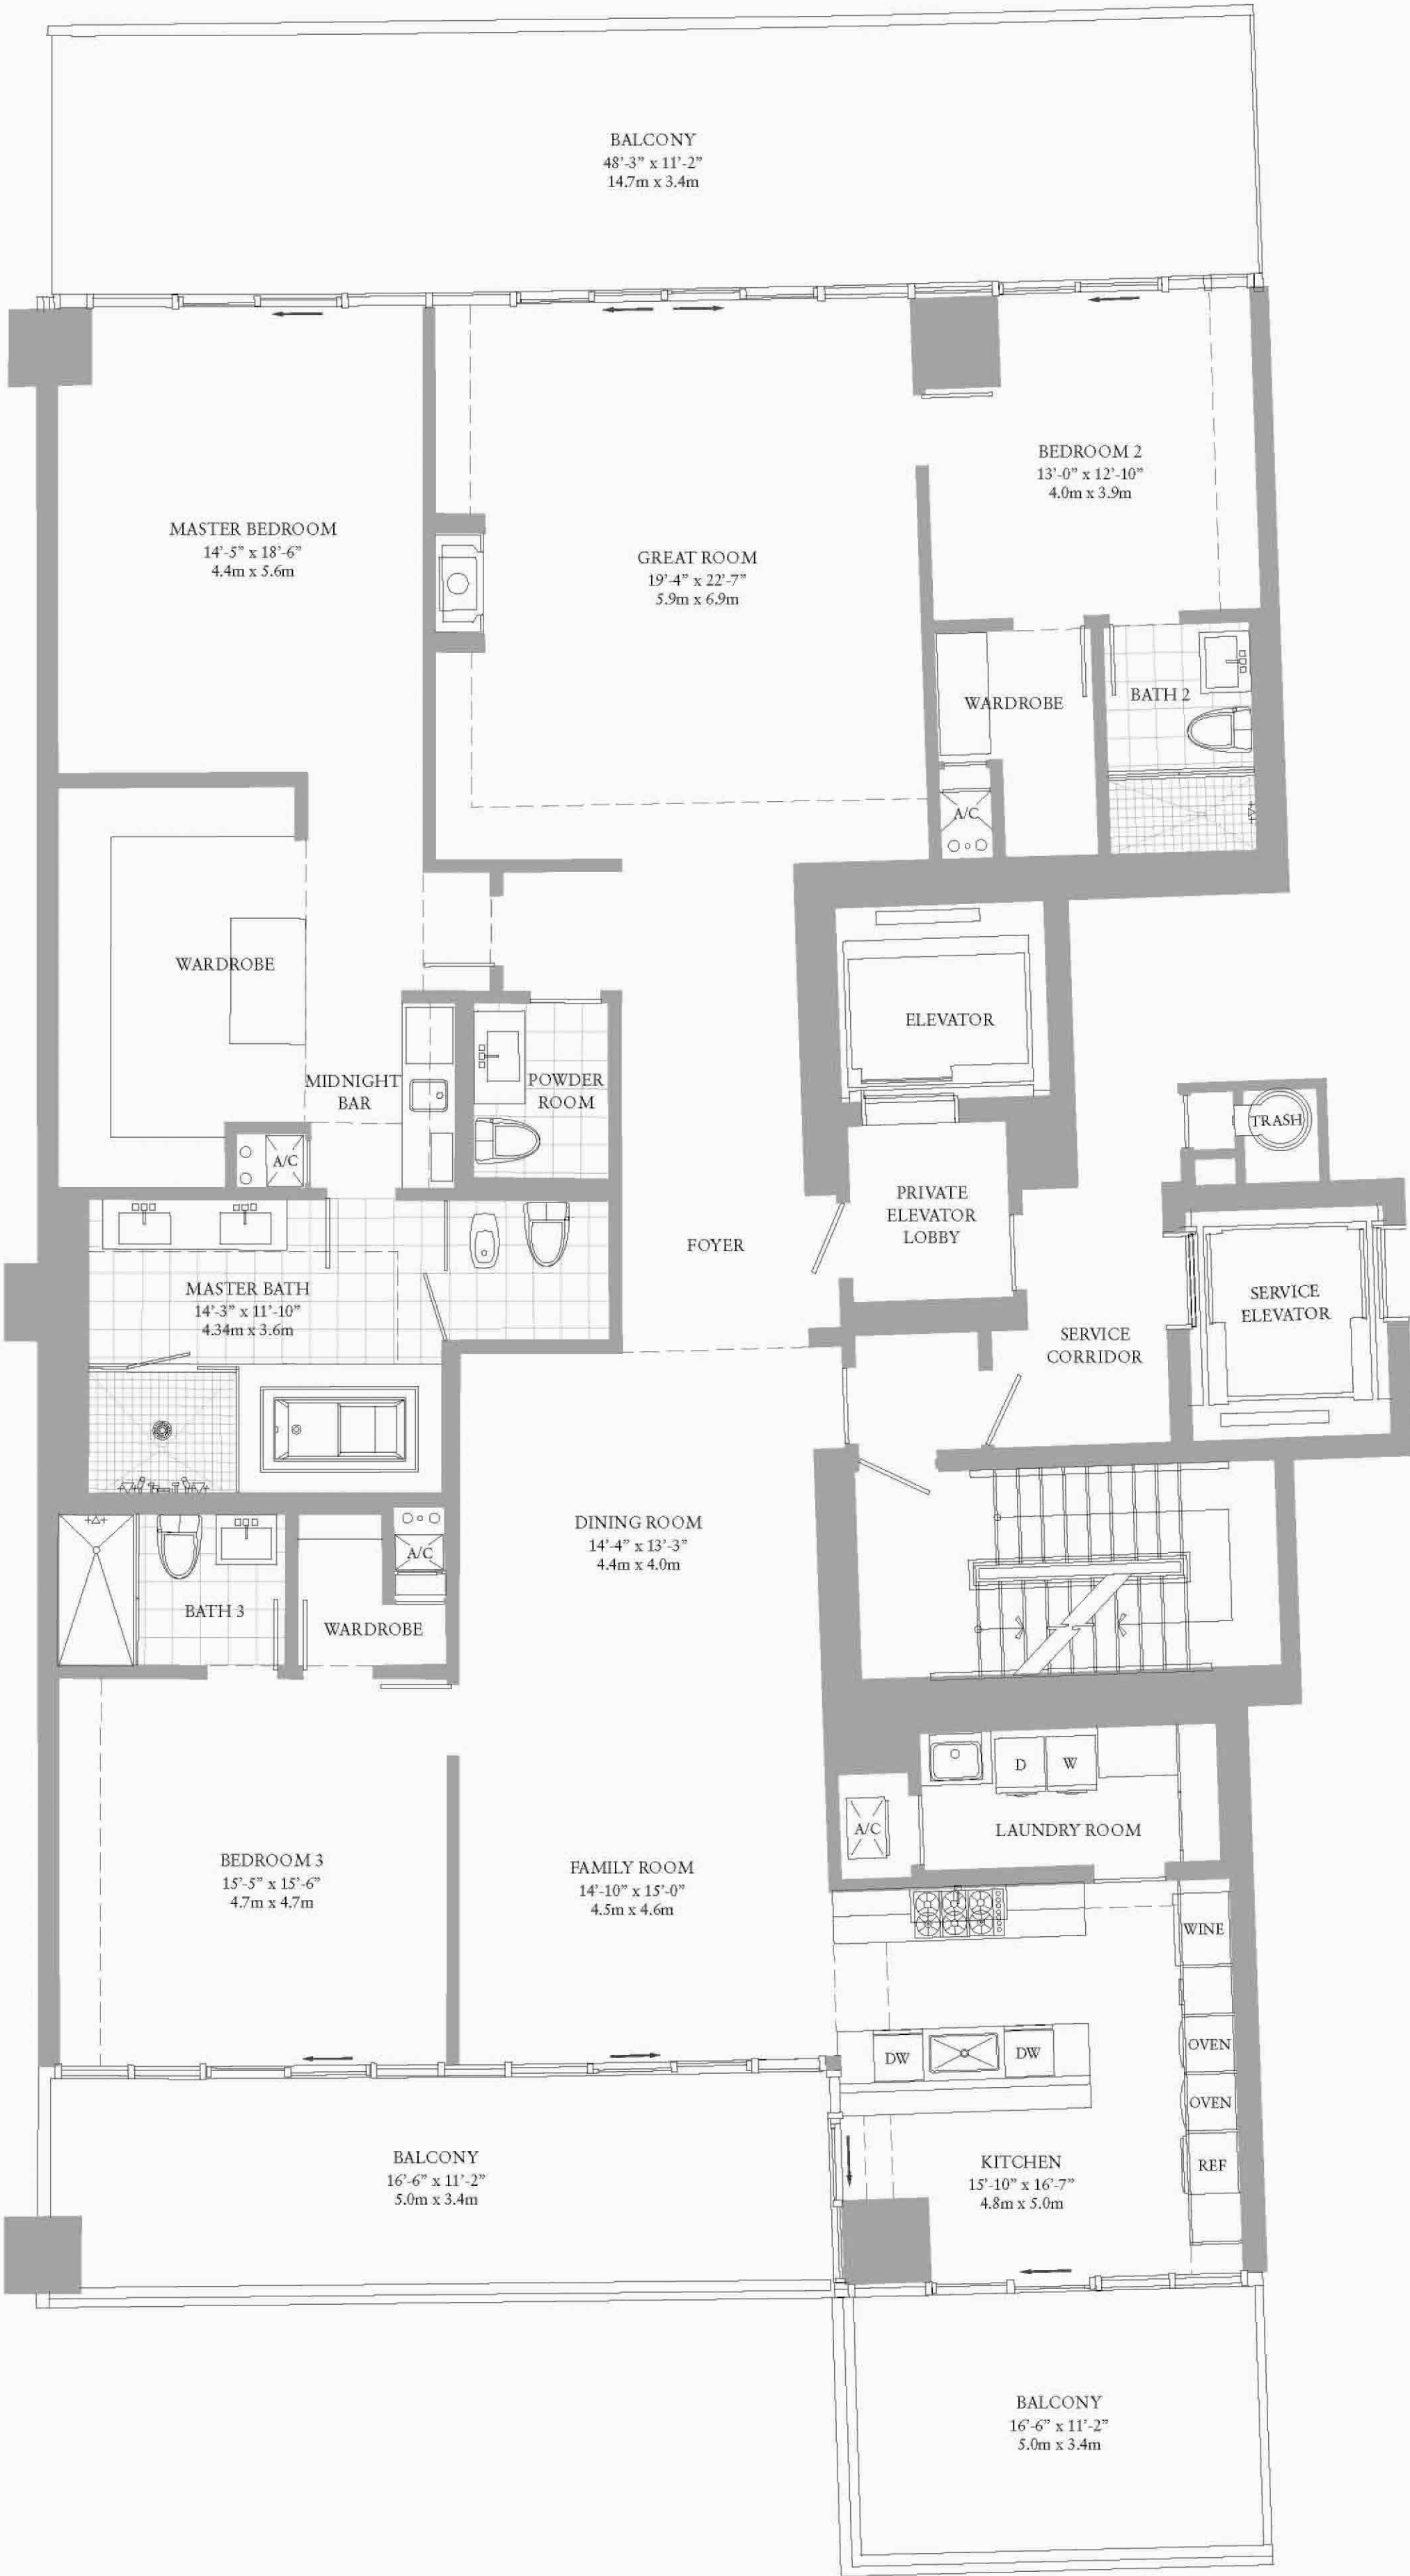 BALCONY
48'-3” x 11'-2”
14.7m x 3.4m
BEDROOM 2
13'-0” x 12'-10”
4.0m x 3.9m
MASTER BEDROOM
14'-5” x 18'-6”
4.4m x 5.6m
GREAT ROOM
19'-4” x 22'-7”
5.9m x 6.9m
WARDROBE
BATH 2
A/C
WARDROBE
ELEVATOR
MIDNIGHT
BAR
POWDER
ROOM
TRASH
A/C
PRIVATE
ELEVATOR
LOBBY
FOYER
MASTER BATH
14'-3” x 11'-10”
4.34m x 3.6m
SERVICE
ELEVATOR
SERVICE
CORRIDOR
DINING ROOM
14'-4” x 13'-3”
4.4m x 4.0m
A/C
BATH 3
WARDROBE
D
W
A/C
LAUNDRY ROOM
BEDROOM 3
15'-5” x 15'-6”
4.7m x 4.7m
FAMILY ROOM
14'-10” x 15'-0”
4.5m x 4.6m
WINE
DW
DW
OVEN
OVEN
BALCONY
16'-6” x 11'-2”
5.0m x 3.4m
KITCHEN
15'-10” x 16'-7”
4.8m x 5.0m
REF
BALCONY
16'-6” x 11'-2”
5.0m x 3.4m